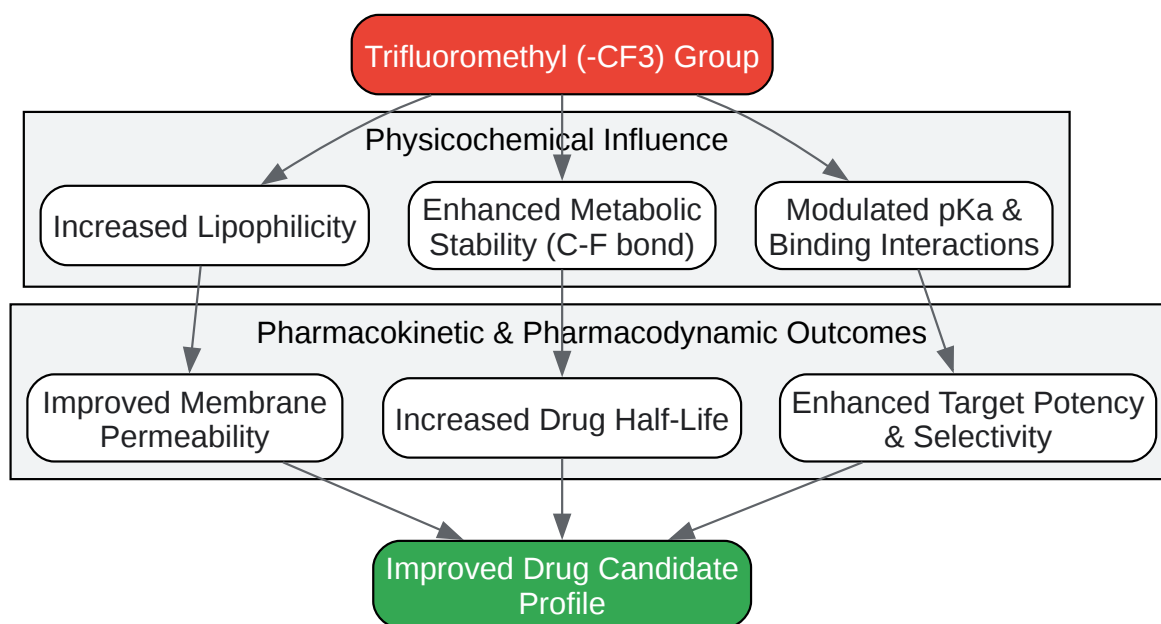 Trifluoromethyl (-CF3) Group
Physicochemical Influence
Increased Lipophilicity
Enhanced Metabolic
Stability (C-F bond)
Modulated pKa &
Binding Interactions
Pharmacokinetic & Pharmacodynamic Outcomes
Improved Membrane
Permeability
Increased Drug Half-Life
Enhanced Target Potency
& Selectivity
Improved Drug Candidate
Profile